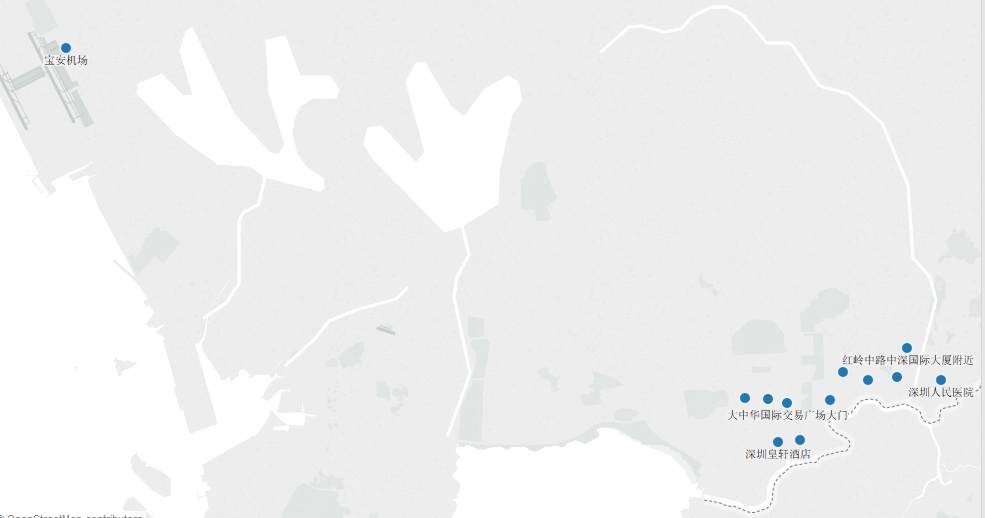 宝安机场
红岭中路中深国际大厦附近
深圳人民医院
大中华国际交易广场大门
深圳皇轩酒店
© OpenStreetMap contributors